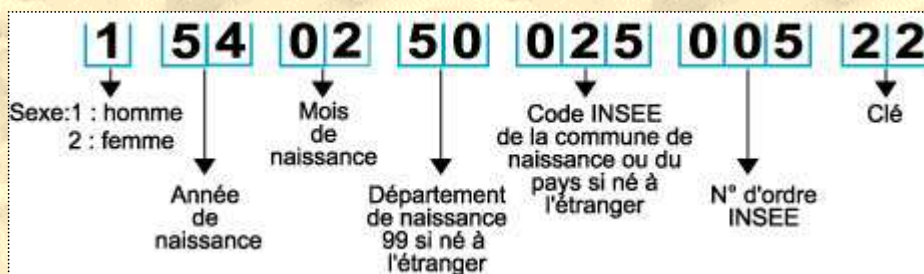 1 54 02 50 025 005 22
Sexe:1 : homme
2 : femme
Année
de
naissance
Mois
de
naissance
Département
de naissance
99 si né à
l'étranger
Code INSEE
de la commune de
naissance ou du
pays si né à
l'étranger
N° d'ordre
INSEE
Clé